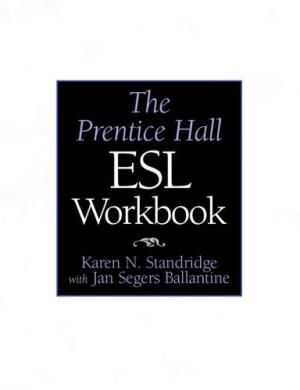 The
Prentice Hall
ESL
Workbook
Karen N. Standridge
with Jan Segers Ballantine